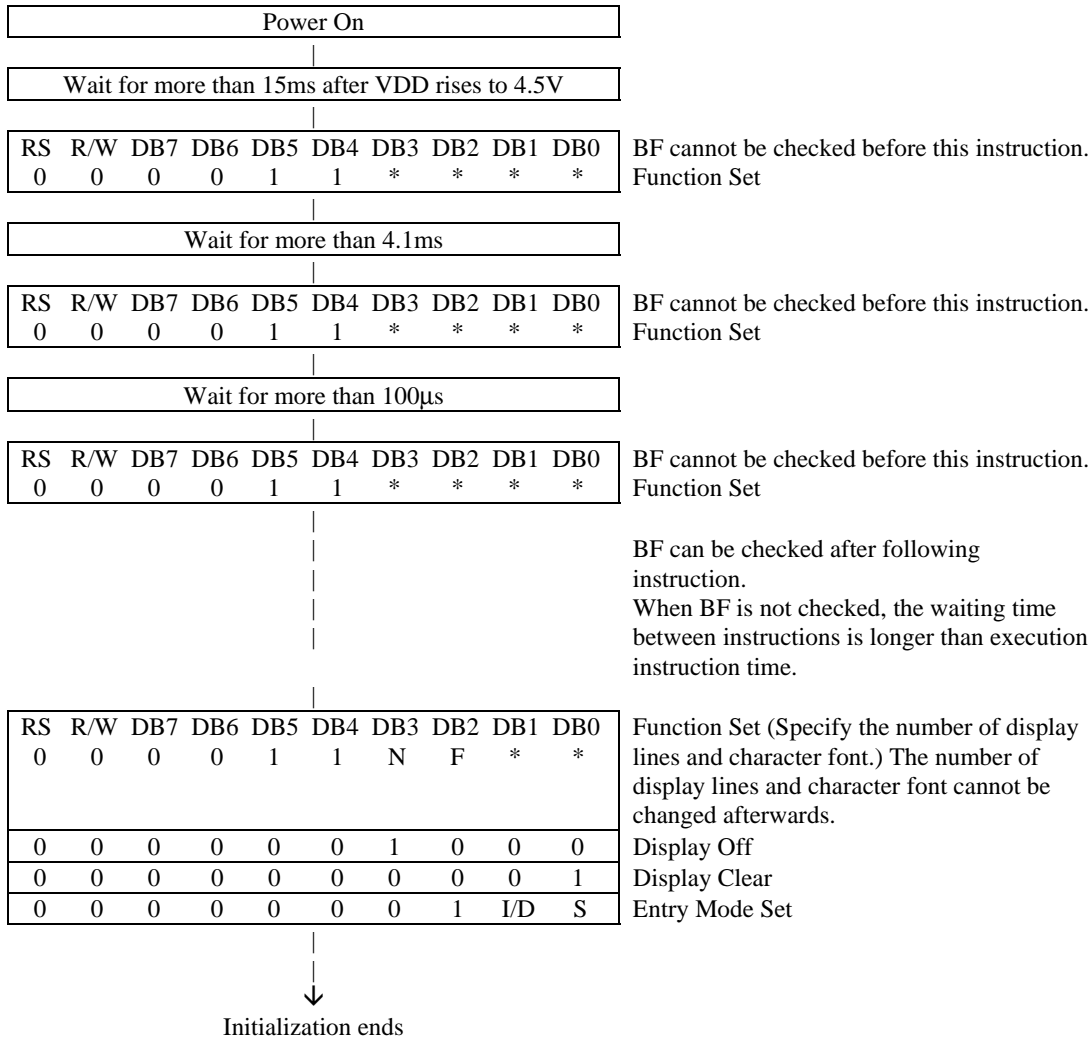 Power On
Wait for more than 15ms after VDD rises to 4.5V
RS R/W DB7 DB6 DB5 DB4 DB3 DB2 DB1 DB0 BF cannot be checked before this instruction.
0 0 0 0 1 1 * * * * Function Set
Wait for more than 4.1ms
RS R/W DB7 DB6 DB5 DB4 DB3 DB2 DB1 DB0 BF cannot be checked before this instruction.
0 0 0 0 1 1 * * * * Function Set
Wait for more than 100μs
RS R/W DB7 DB6 DB5 DB4 DB3 DB2 DB1 DB0 BF cannot be checked before this instruction.
0 0 0 0 1 1 * * * * Function Set
BF can be checked after following
instruction.
When BF is not checked, the waiting time
between instructions is longer than execution
instruction time.
RS R/W DB7 DB6 DB5 DB4 DB3 DB2 DB1 DB0 Function Set (Specify the number of display
0 0 0 0 1 1 N F * * lines and character font.) The number of
display lines and character font cannot be
changed afterwards.
0 0 0 0 0 0 1 0 0 0 Display Off
0 0 0 0 0 0 0 0 0 1 Display Clear
0 0 0 0 0 0 0 1 I/D S Entry Mode Set
Initialization ends